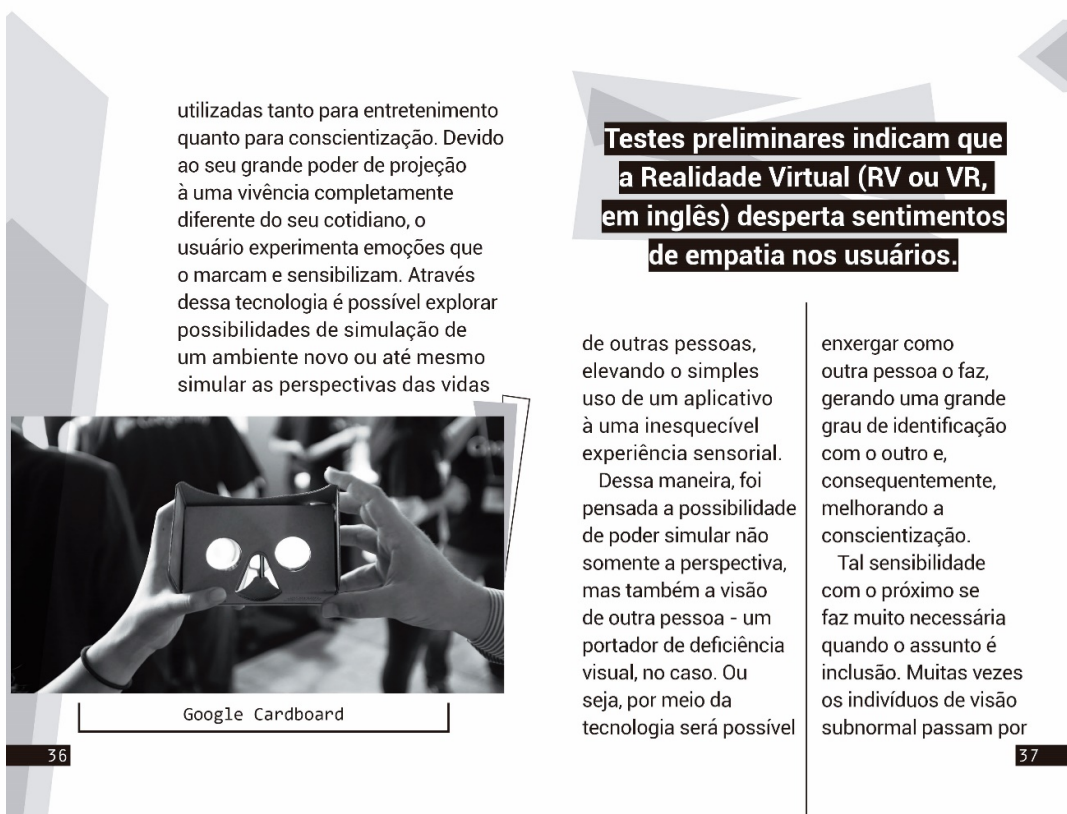 utilizadas tanto para entretenimento
quanto para conscientização. Devido
ao seu grande poder de projeção
à uma vivência completamente
diferente do seu cotidiano, o
usuário experimenta emoções que
o marcam e sensibilizam. Através
dessa tecnologia é possível explorar
possibilidades de simulação de
um ambiente novo ou até mesmo
simular as perspectivas das vidas
Google Cardboard
36
Testes preliminares indicam que
a Realidade Virtual (RV ou VR,
em inglês) desperta sentimentos
de empatia nos usuários.
de outras pessoas,
elevando o simples
uso de um aplicativo
à uma inesquecível
experiência sensorial.
Dessa maneira, foi
pensada a possibilidade
de poder simular não
somente a perspectiva,
mas também a visão
de outra pessoa - um
portador de deficiência
visual, no caso. Ou
seja, por meio da
tecnologia será possível
enxergar como
outra pessoa o faz,
gerando uma grande
grau de identificação
com o outro e,
consequentemente,
melhorando a
conscientização.
Tal sensibilidade
com o próximo se
faz muito necessária
quando o assunto é
inclusão. Muitas vezes
os indivíduos de visão
subnormal passam por
37